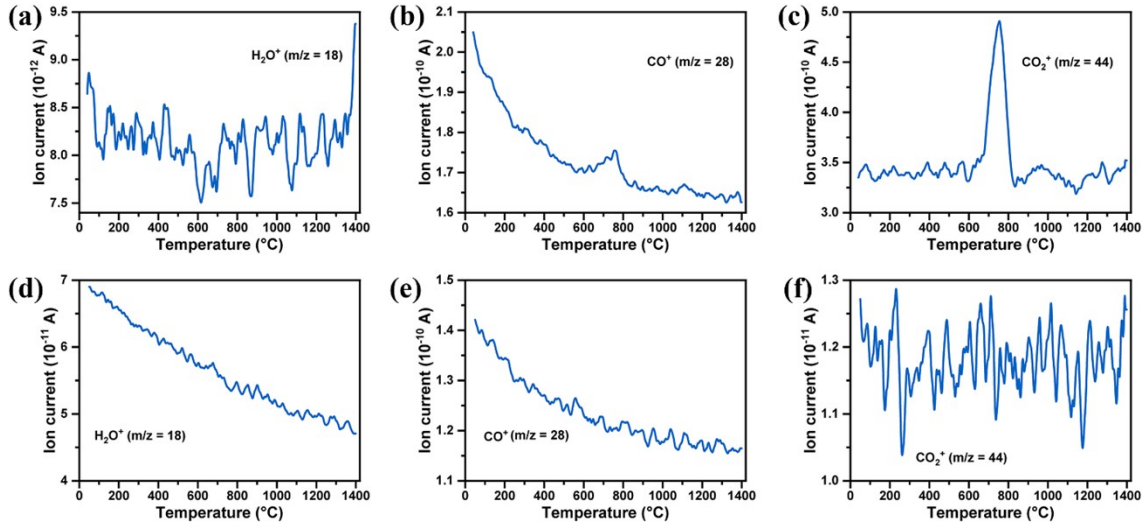 (a)
Ion current (10⁻¹² A)
9.5
9.0
8.5
8.0
7.5
H₂O⁺ (m/z = 18)
0 200 400 600 800 1000 1200 1400
Temperature (°C)
(b)
Ion current (10⁻¹⁰ A)
2.1
2.0
1.9
1.8
1.7
1.6
CO⁺ (m/z = 28)
0 200 400 600 800 1000 1200 1400
Temperature (°C)
(c)
Ion current (10⁻¹⁰ A)
5.0
4.5
4.0
3.5
3.0
CO₂⁺ (m/z = 44)
0 200 400 600 800 1000 1200 1400
Temperature (°C)
(d)
Ion current (10⁻¹¹ A)
7
6
5
4
H₂O⁺ (m/z = 18)
0 200 400 600 800 1000 1200 1400
Temperature (°C)
(e)
Ion current (10⁻¹⁰ A)
1.5
1.4
1.3
1.2
1.1
CO⁺ (m/z = 28)
0 200 400 600 800 1000 1200 1400
Temperature (°C)
(f)
Ion current (10⁻¹¹ A)
1.3
1.2
1.1
1.0
CO₂⁺ (m/z = 44)
0 200 400 600 800 1000 1200 1400
Temperature (°C)